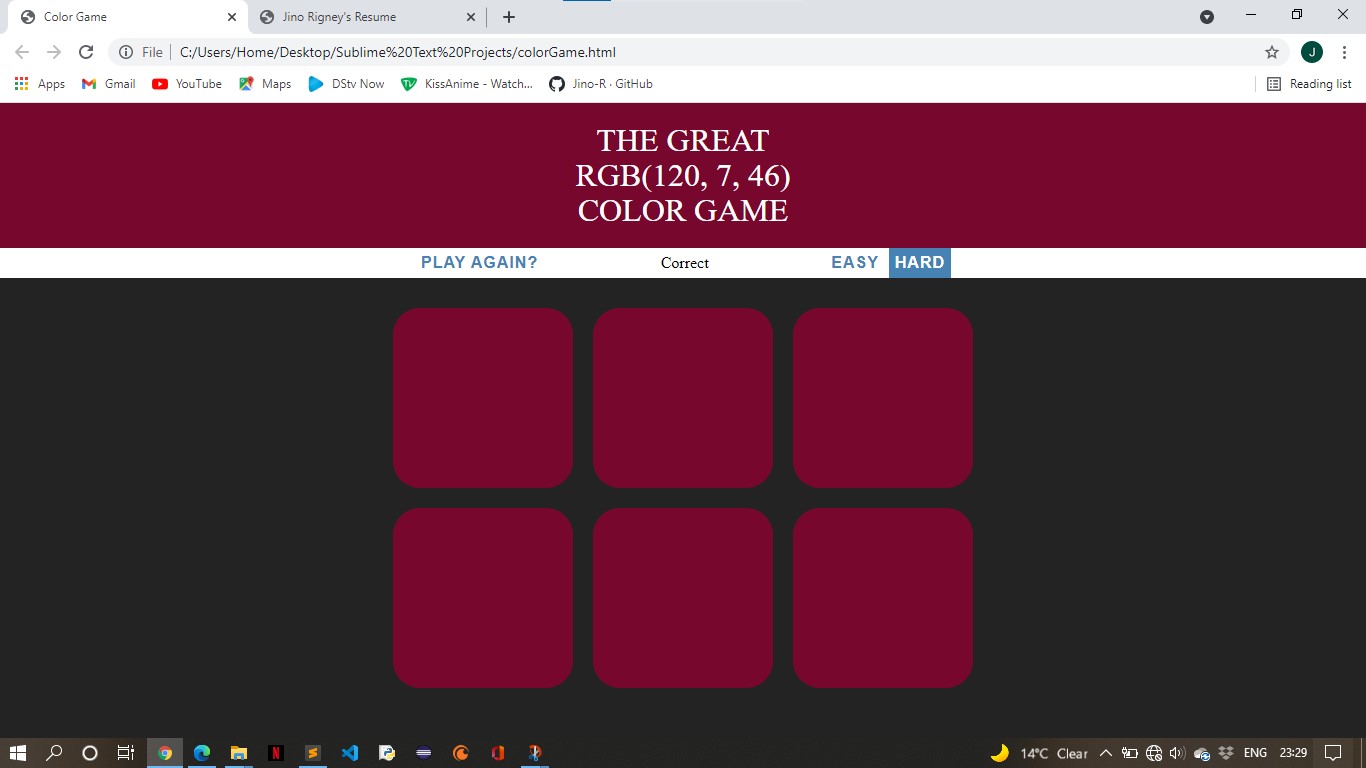 Color Game
Jino Rigney's Resume
File
C:/Users/Home/Desktop/Sublime%20Text%20Projects/colorGame.html
J
Apps
Gmail
YouTube
Maps
DStv Now
TV
KissAnime - Watch...
Jino-R · GitHub
Reading list
THE GREAT
RGB(120, 7, 46)
COLOR GAME
PLAY AGAIN?
Correct
EASY
HARD
N
14°C Clear
ENG
23:29